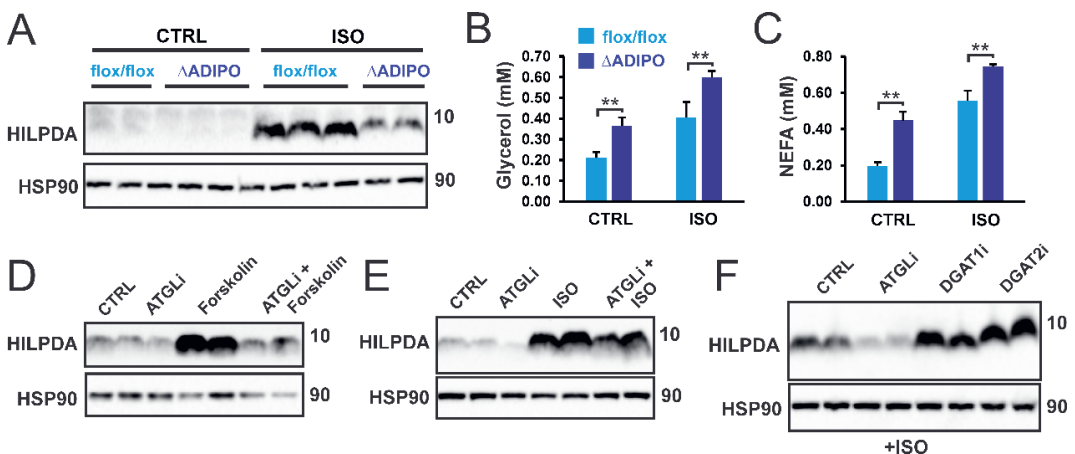 A
CTRL ISO
flox/flox ΔADIPO flox/flox ΔADIPO
HILPDA 10
HSP90 90
B
flox/flox
ΔADIPO
Glycerol (mM)
0.60
0.70
0.50
0.40
0.30
0.20
0.10
0.00
** **
CTRL ISO
C
NEFA (mM)
0.80
0.60
0.40
0.20
0.00
** **
CTRL ISO
D
CTRL ATGLi Forskolin ATGLi + Forskolin
HILPDA 10
HSP90 90
E
CTRL ATGLi ISO ATGLi + ISO
HILPDA 10
HSP90 90
F
CTRL ATGLi DGAT1i DGAT2i
HILPDA 10
HSP90 90
+ISO